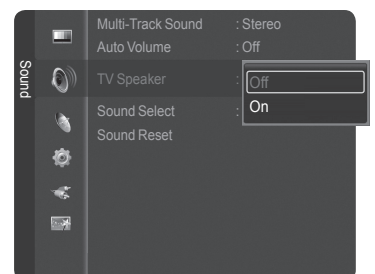 Sound
Multi-Track Sound : Stereo
Auto Volume : Off
TV Speaker :
Off
On
Sound Select :
Sound Reset